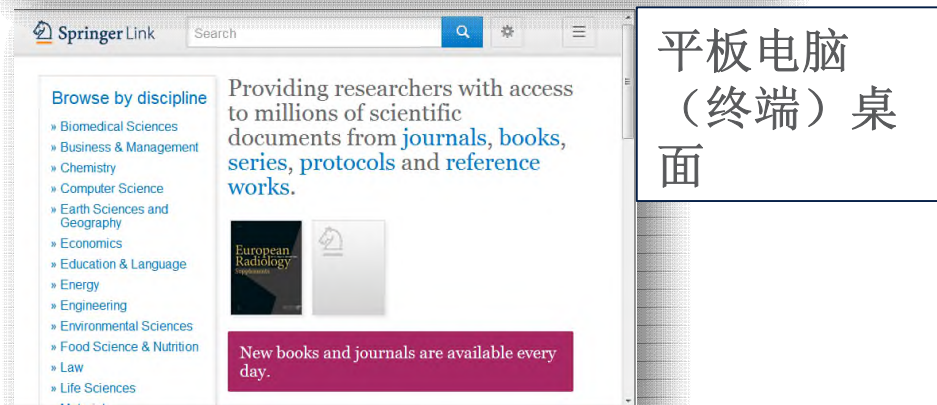 Springer Link
Search
Browse by discipline
» Biomedical Sciences
» Business & Management
» Chemistry
» Computer Science
» Earth Sciences and
Geography
» Economics
» Education & Language
» Energy
» Engineering
» Environmental Sciences
» Food Science & Nutrition
» Law
» Life Sciences
Providing researchers with access
to millions of scientific
documents from journals, books,
series, protocols and reference
works.
European
Radiology
Supplements
New books and journals are available every
day.
平板电脑
（终端）桌
面